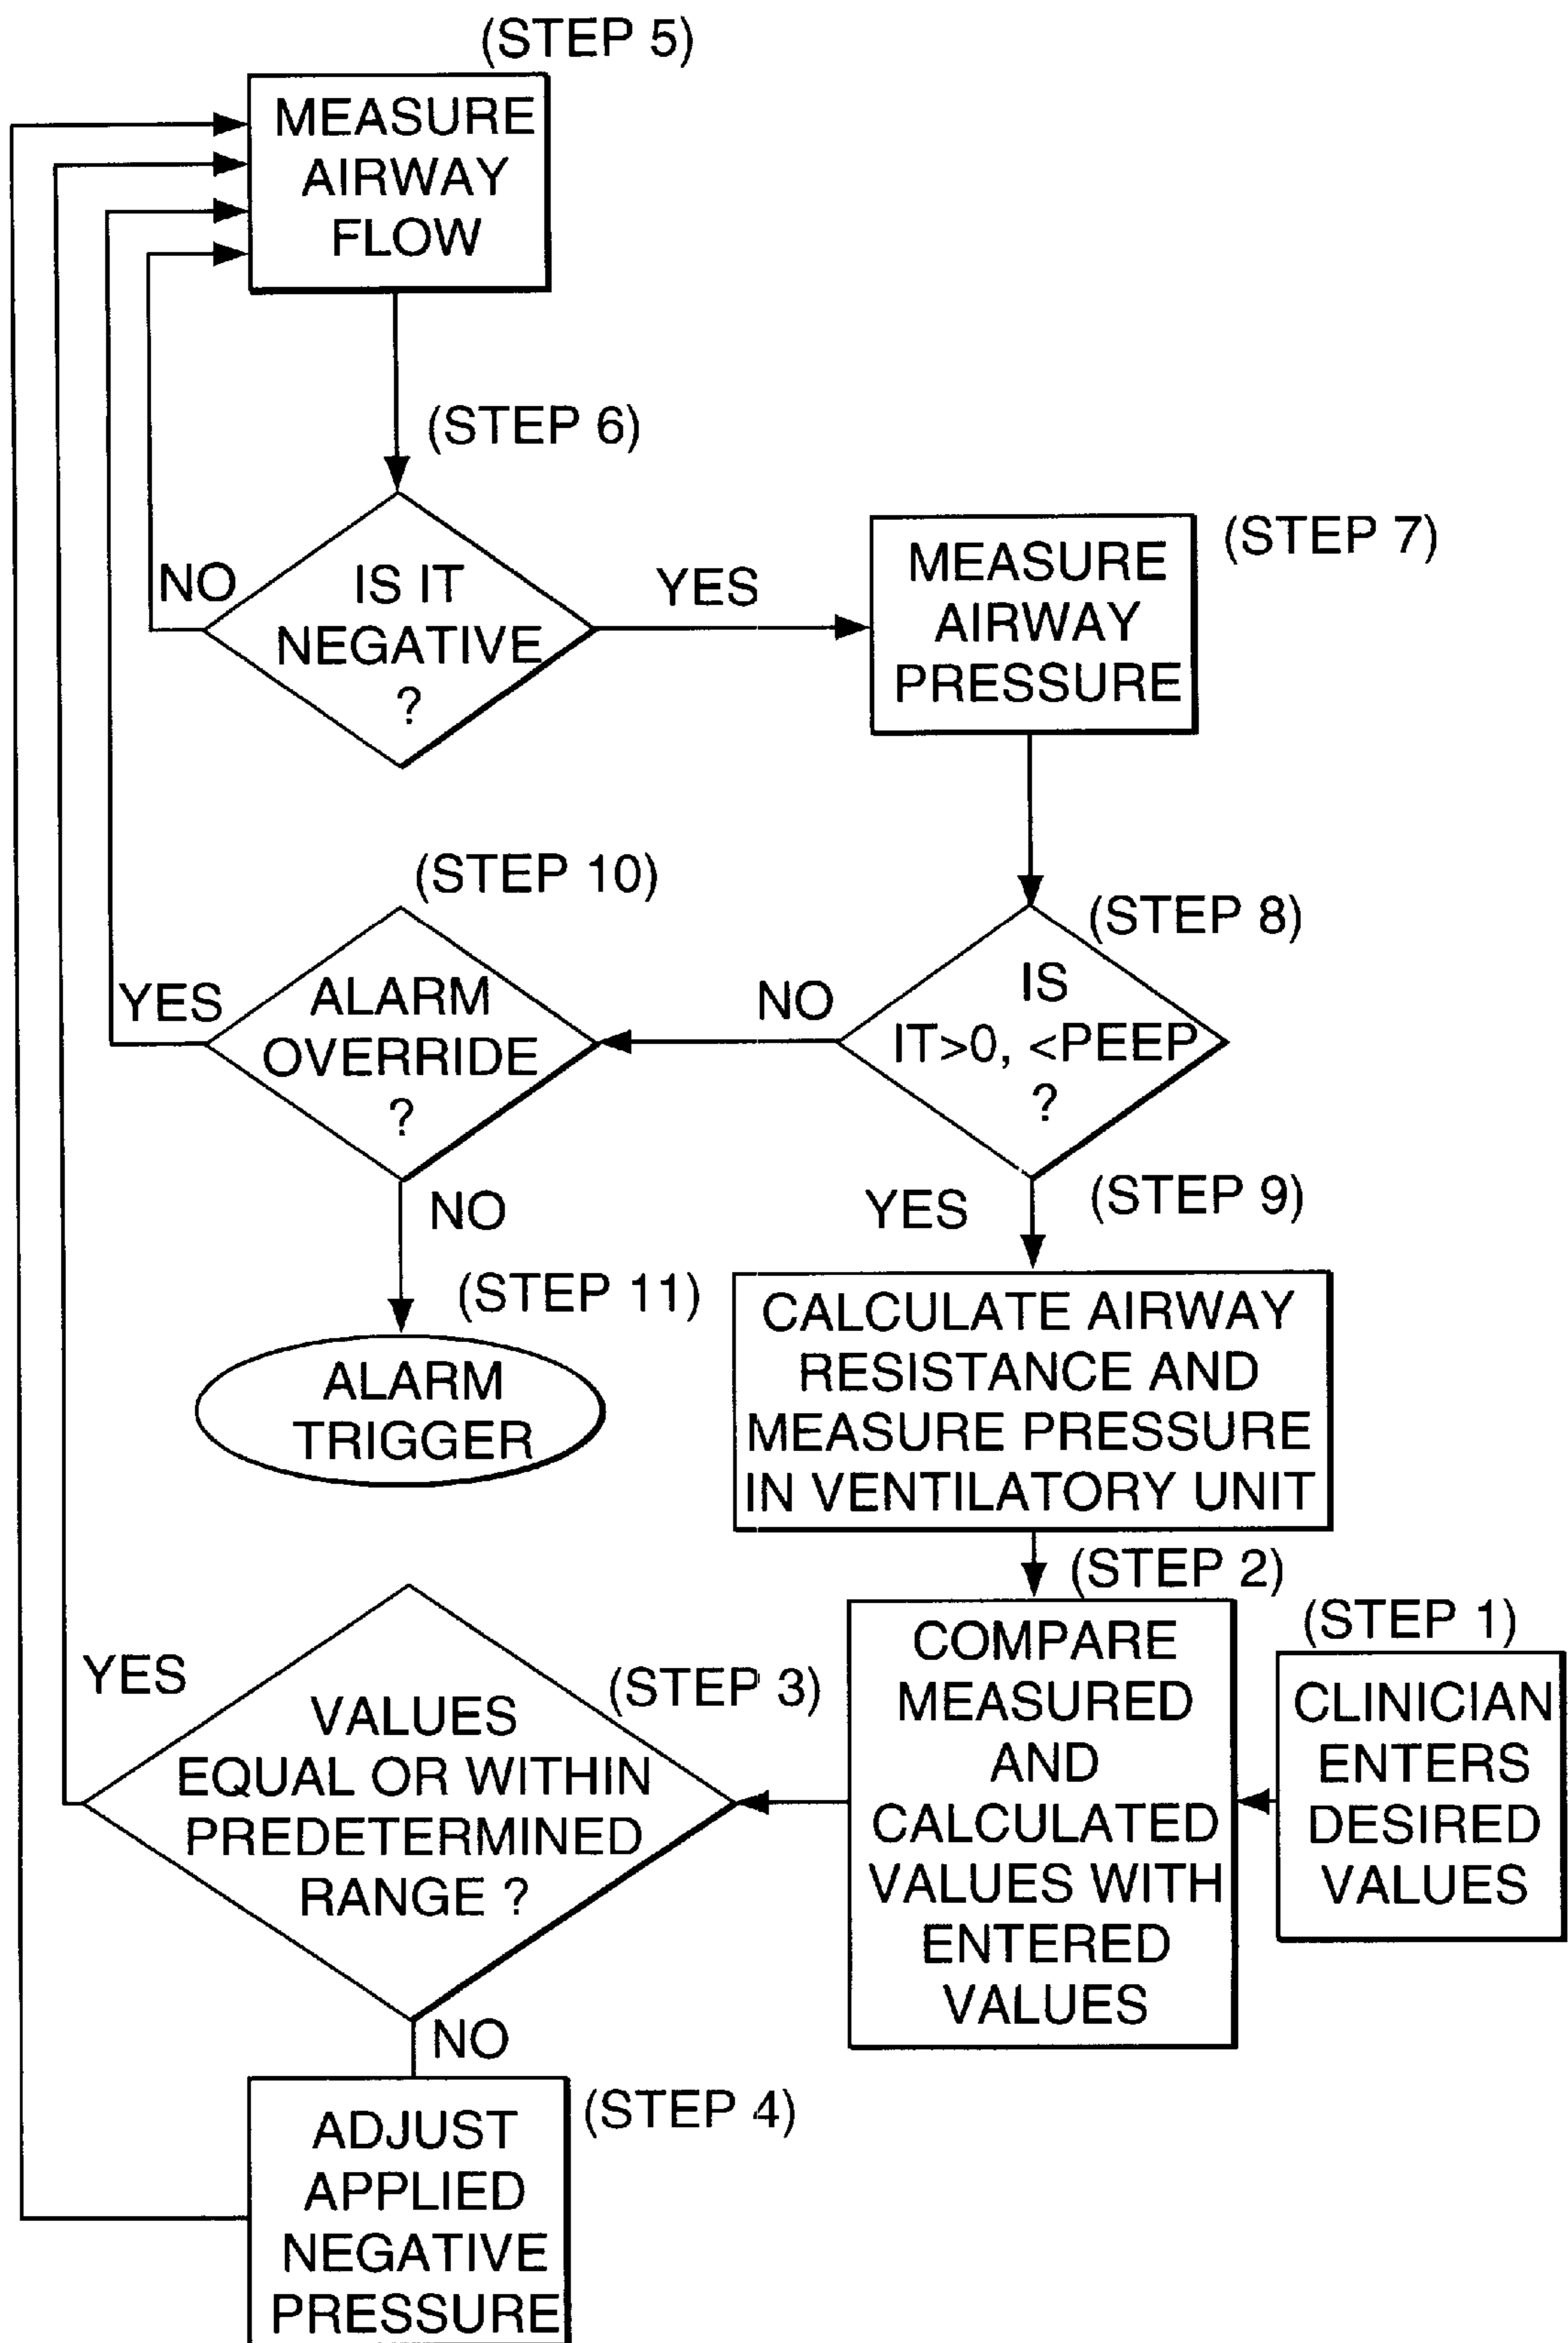 (STEP 5)
MEASURE
AIRWAY
FLOW
(STEP 6)
IS IT
NEGATIVE
?
NO
YES
(STEP 7)
MEASURE
AIRWAY
PRESSURE
(STEP 8)
IS
IT>0, <PEEP
?
NO
(STEP 10)
ALARM
OVERRIDE
?
YES
NO
(STEP 11)
ALARM
TRIGGER
YES
(STEP 9)
CALCULATE AIRWAY
RESISTANCE AND
MEASURE PRESSURE
IN VENTILATORY UNIT
(STEP 2)
COMPARE
MEASURED
AND
CALCULATED
VALUES WITH
ENTERED
VALUES
(STEP 1)
CLINICIAN
ENTERS
DESIRED
VALUES
(STEP 3)
VALUES
EQUAL OR WITHIN
PREDETERMINED
RANGE ?
YES
NO
(STEP 4)
ADJUST
APPLIED
NEGATIVE
PRESSURE